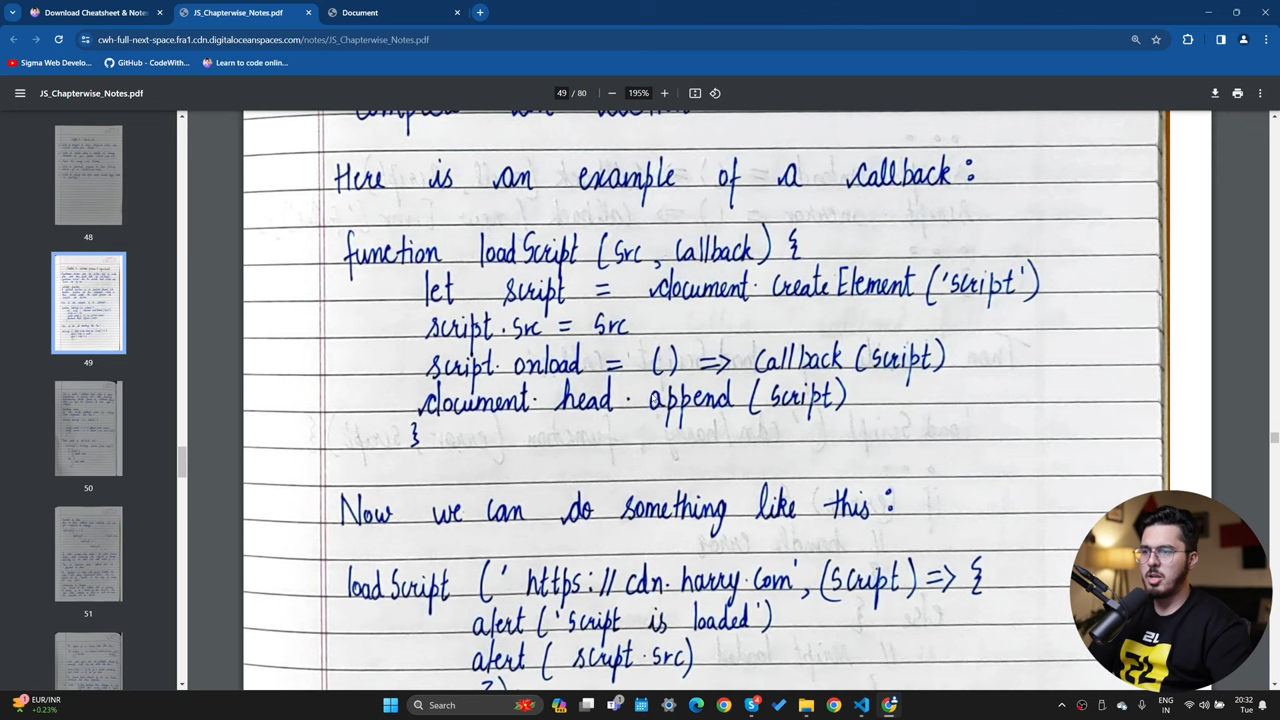 Download Cheatsheet & Note
JS_Chapterwise_Notes.pdf
Document
cwh-full-next-space.fra1.cdn.digitaloceanspaces.com/notes/JS_Chapterwise_Notes.pdf
Sigma Web Develo...
GitHub - CodeWith...
Learn to code onlin...
JS_Chapterwise_Notes.pdf
49 / 80
195%
Here is an example of a callback:
function loadScript (src, callback) {
let script = document.createElement('script')
script.src = src
script.onload = () => callback(script)
document.head.append(script)
}
Now we can do something like this:
loadScript ('https://cdn.harry.com', (script) => {
alert('script is loaded')
alert( script.src)
48
49
50
51
EUR/INR
+0.23%
Search
ENG
IN
20:32
Tue